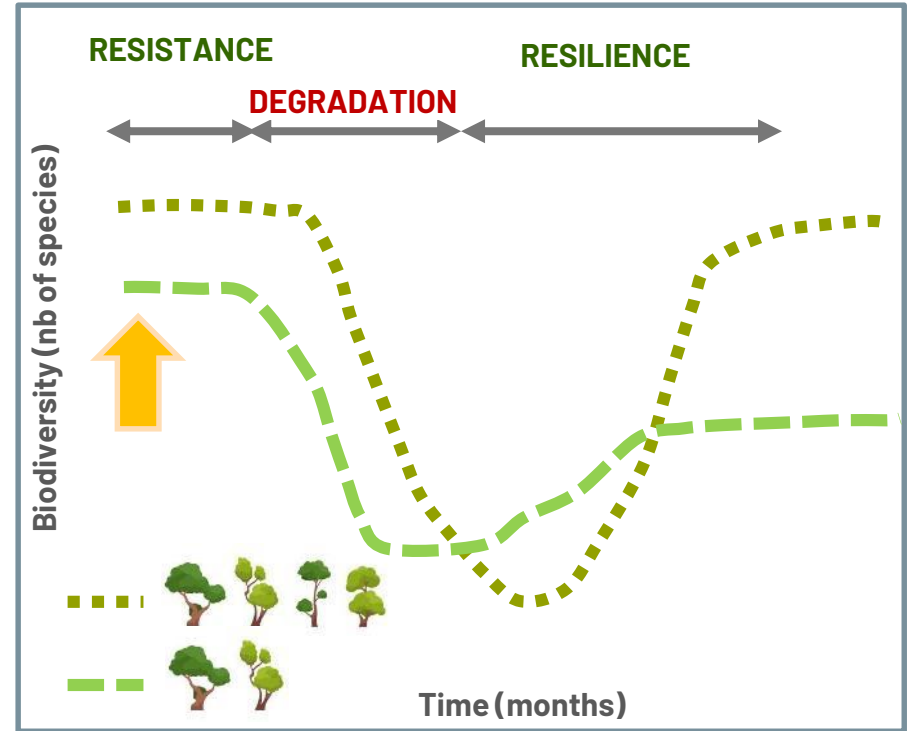 RESISTANCE
RESILIENCE
DEGRADATION
Biodiversity (nb of species)
Time (months)